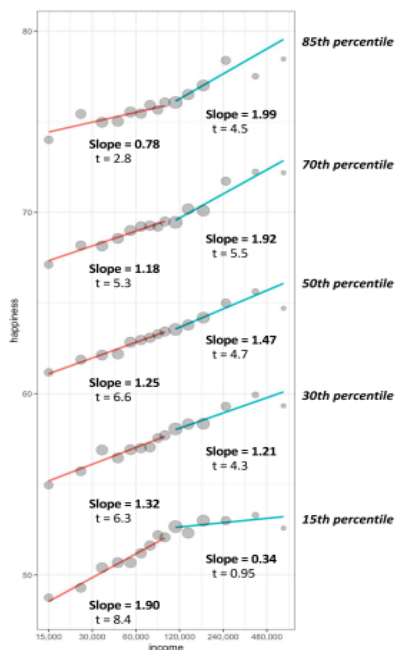 80
85th percentile
Slope = 1.99
t = 4.5
Slope = 0.78
t = 2.8
70th percentile
70
Slope = 1.92
t = 5.5
Slope = 1.18
t = 5.3
50th percentile
happiness
Slope = 1.47
t = 4.7
60
Slope = 1.25
t = 6.6
30th percentile
Slope = 1.21
t = 4.3
Slope = 1.32
t = 6.3
15th percentile
Slope = 0.34
t = 0.95
50
Slope = 1.90
t = 8.4
15,000 30,000 60,000 120,000 240,000 480,000
income